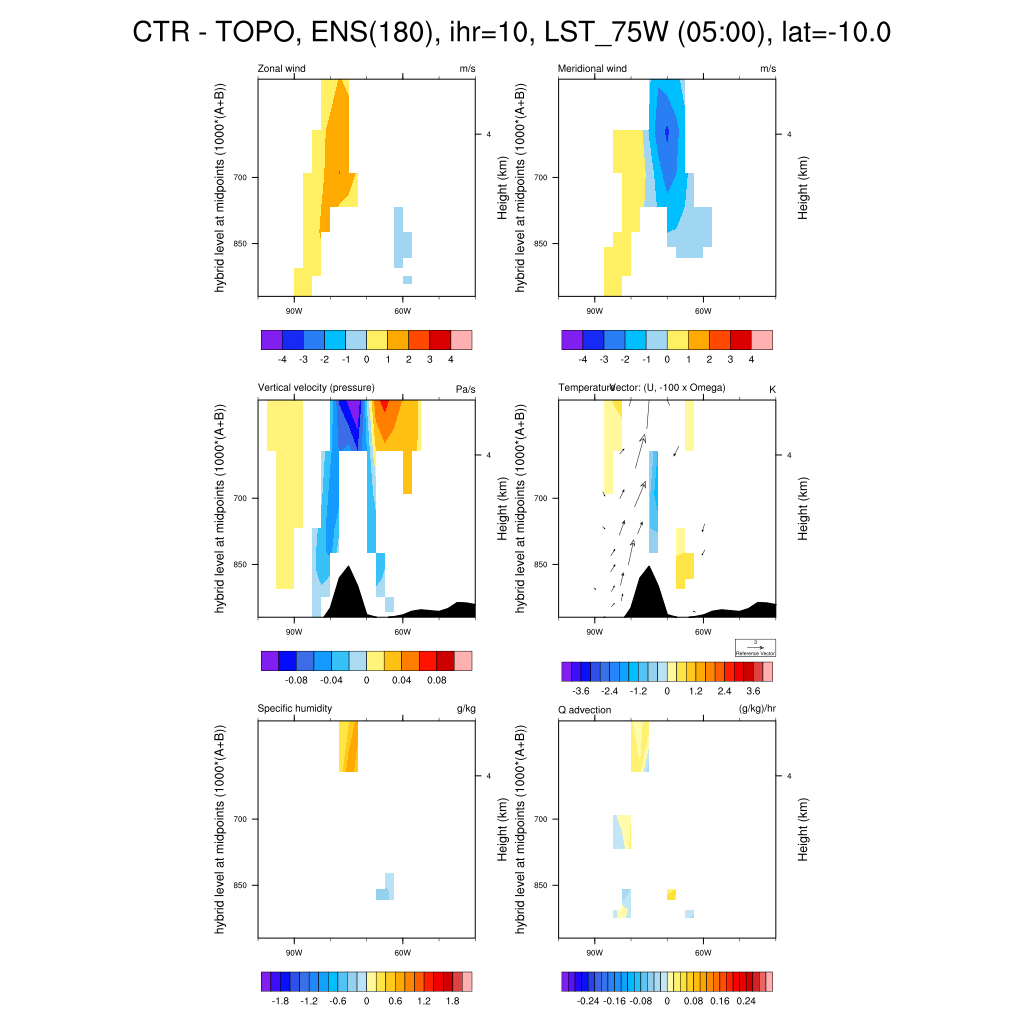 CTR - TOPO, ENS(180), ihr=10, LST_75W (05:00), lat=-10.0
Zonal wind m/s
hybrid level at midpoints (1000*(A+B))
700
850
4
Height (km)
90W 60W
-4 -3 -2 -1 0 1 2 3 4
Meridional wind m/s
hybrid level at midpoints (1000*(A+B))
700
850
4
Height (km)
90W 60W
-4 -3 -2 -1 0 1 2 3 4
Vertical velocity (pressure) Pa/s
hybrid level at midpoints (1000*(A+B))
700
850
4
Height (km)
90W 60W
-0.08 -0.04 0 0.04 0.08
Temperature Vector: (U, -100 x Omega) K
hybrid level at midpoints (1000*(A+B))
700
850
4
Height (km)
90W 60W
3
Reference Vector
-3.6 -2.4 -1.2 0 1.2 2.4 3.6
Specific humidity g/kg
hybrid level at midpoints (1000*(A+B))
700
850
4
Height (km)
90W 60W
-1.8 -1.2 -0.6 0 0.6 1.2 1.8
Q advection (g/kg)/hr
hybrid level at midpoints (1000*(A+B))
700
850
4
Height (km)
90W 60W
-0.24 -0.16 -0.08 0 0.08 0.16 0.24